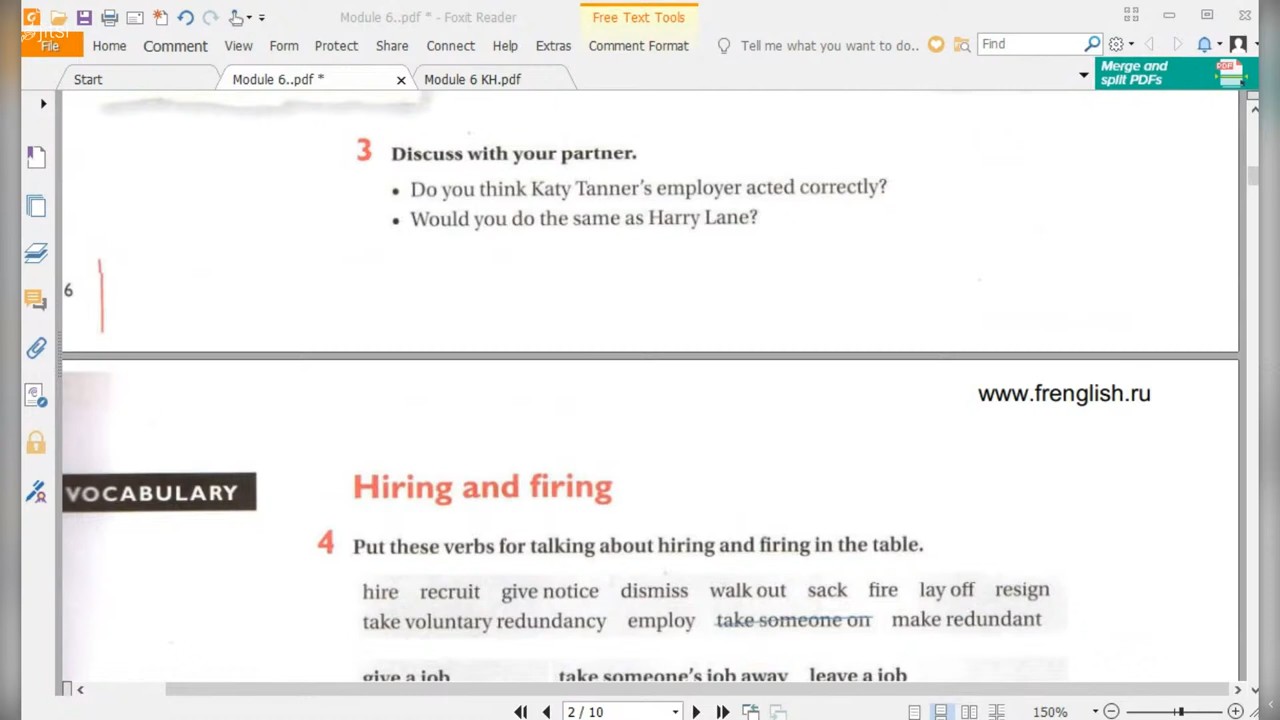 Module 6..pdf * - Foxit Reader
Free Text Tools
File
Home
Comment
View
Form
Protect
Share
Connect
Help
Extras
Comment Format
Tell me what you want to do..
Find
Start
Module 6..pdf *
Module 6 KH.pdf
Merge and
split PDFs
3 Discuss with your partner.
• Do you think Katy Tanner's employer acted correctly?
• Would you do the same as Harry Lane?
6
www.frenglish.ru
VOCABULARY
Hiring and firing
4 Put these verbs for talking about hiring and firing in the table.
hire recruit give notice dismiss walk out sack fire lay off resign
take voluntary redundancy employ take someone on make redundant
give a job take someone's job away leave a job
2 / 10
150%